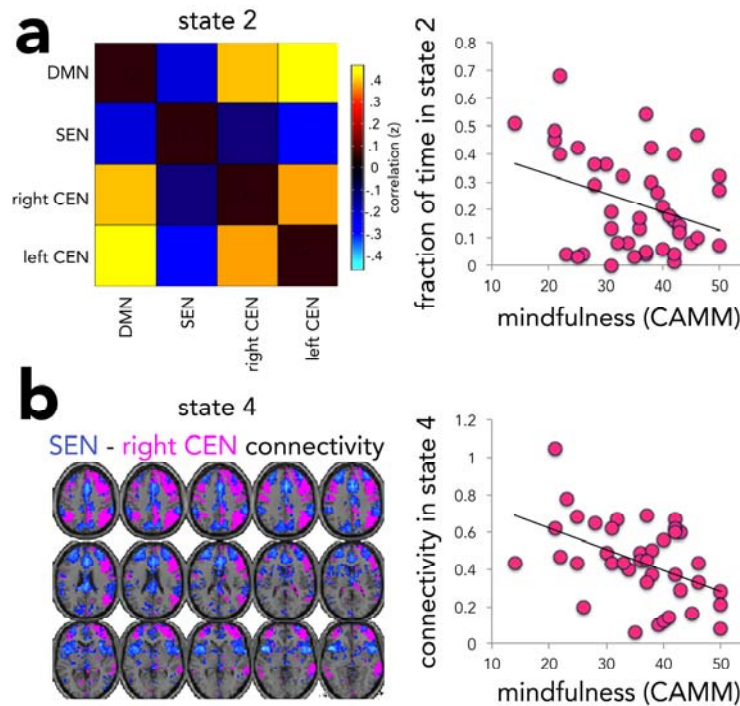 a
state 2
DMN
SEN
right CEN
left CEN
DMN
SEN
right CEN
left CEN
.4
.3
.2
.1
0
-.1
-.2
-.3
-.4
correlation (z)
fraction of time in state 2
0.8
0.7
0.6
0.5
0.4
0.3
0.2
0.1
0
10 20 30 40 50
mindfulness (CAMM)
b
state 4
SEN - right CEN connectivity
connectivity in state 4
1.2
1
0.8
0.6
0.4
0.2
0
10 20 30 40 50
mindfulness (CAMM)